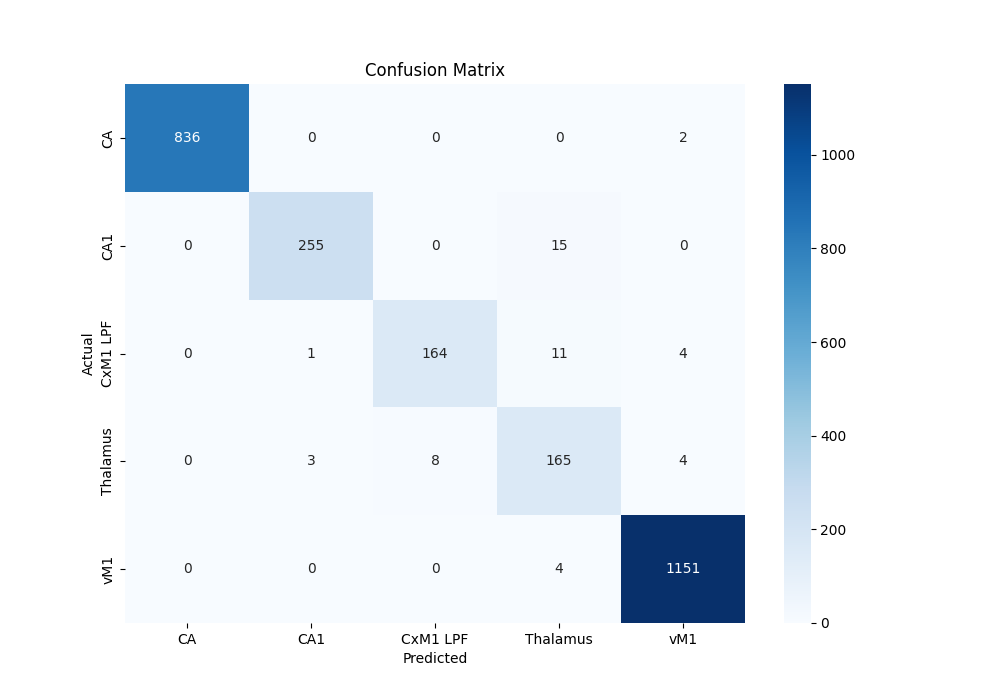 Confusion Matrix
Actual
CA 836 0 0 0 2
CA1 0 255 0 15 0
CxM1 LPF 0 1 164 11 4
Thalamus 0 3 8 165 4
vM1 0 0 0 4 1151
CA CA1 CxM1 LPF Thalamus vM1
Predicted
1000
800
600
400
200
0